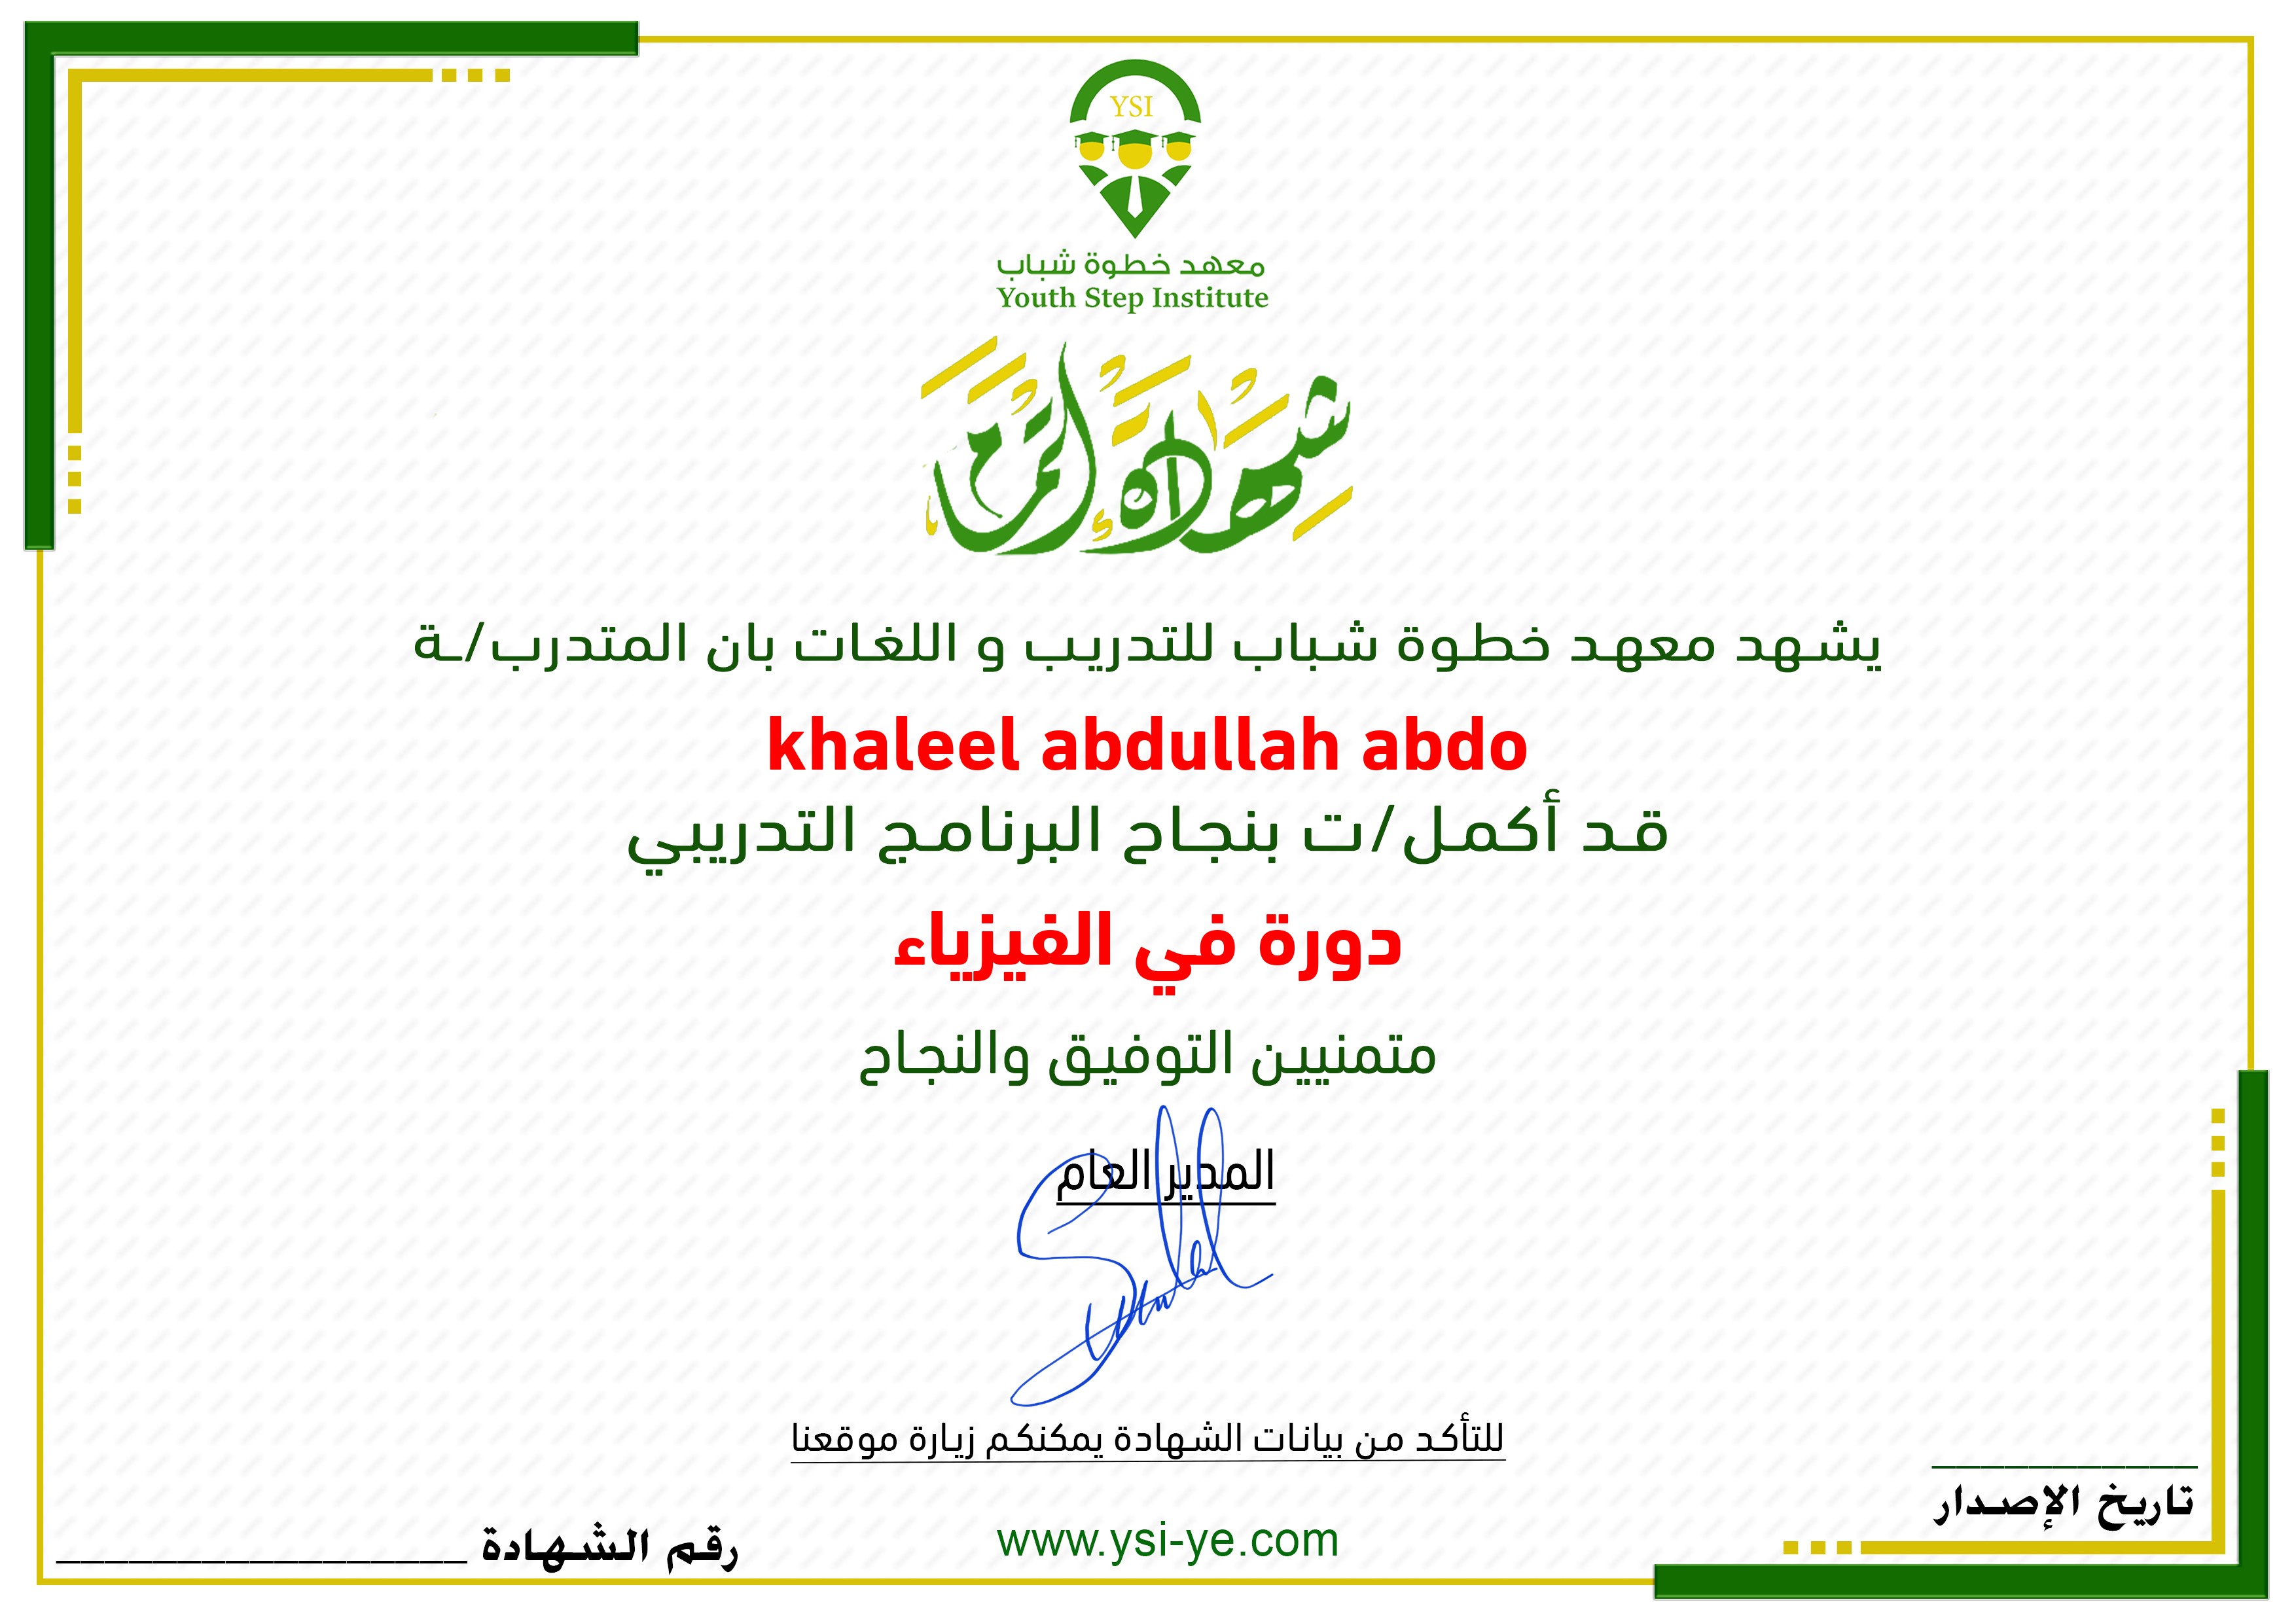 YSI
معهد خطوة شباب
Youth Step Institute
شهادة إتمام
يشهد معهد خطوة شباب للتدريب و اللغات بان المتدرب/ـة
khaleel abdullah abdo
قد أكمل/ت بنجاح البرنامج التدريبي
دورة في الفيزياء
متمنيين التوفيق والنجاح
المدير العام
للتأكد من بيانات الشهادة يمكنكم زيارة موقعنا
تاريخ الإصدار
رقم الشهادة
www.ysi-ye.com